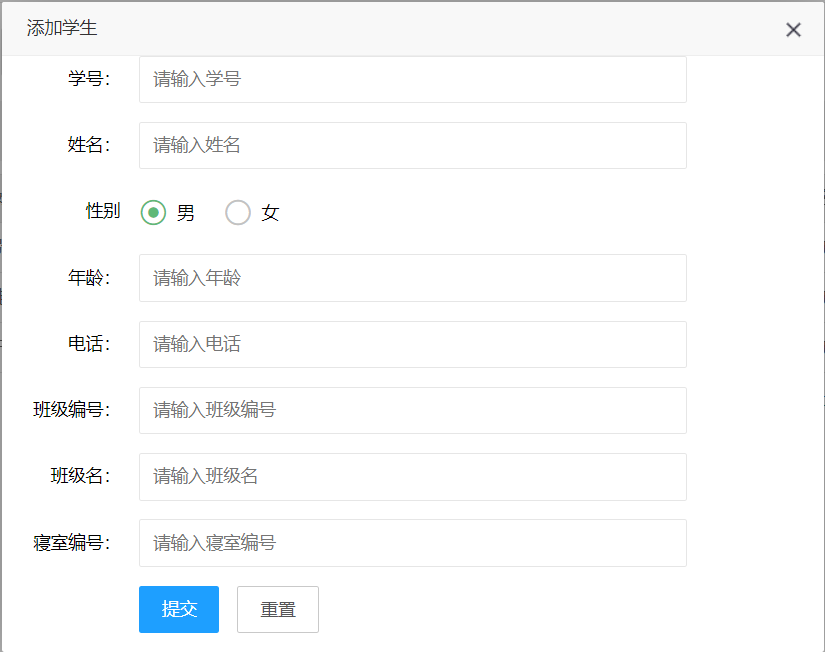 添加学生
学号： 请输入学号
姓名： 请输入姓名
性别 男 女
年龄： 请输入年龄
电话： 请输入电话
班级编号： 请输入班级编号
班级名： 请输入班级名
寝室编号： 请输入寝室编号
提交 重置